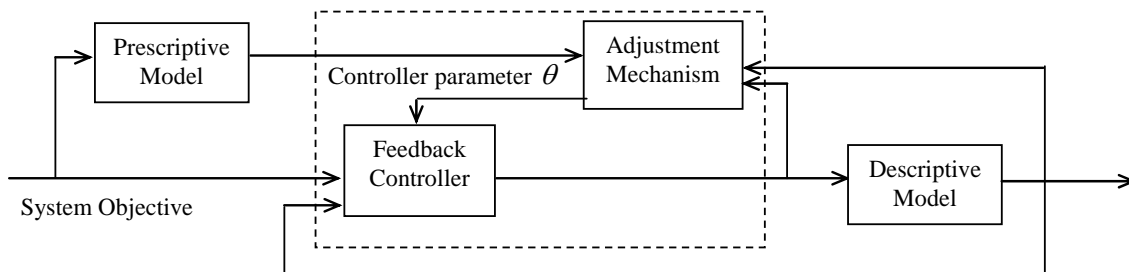 Prescriptive
Model
Adjustment
Mechanism
Controller parameter θ
Feedback
Controller
Descriptive
Model
System Objective